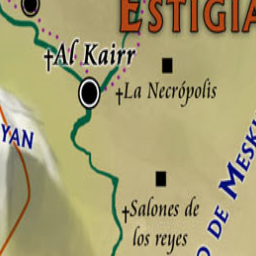 ESTIGIA
†Al Kairr
†La Necrópolis
YAN
DE MESK
†Salones de
los reyes